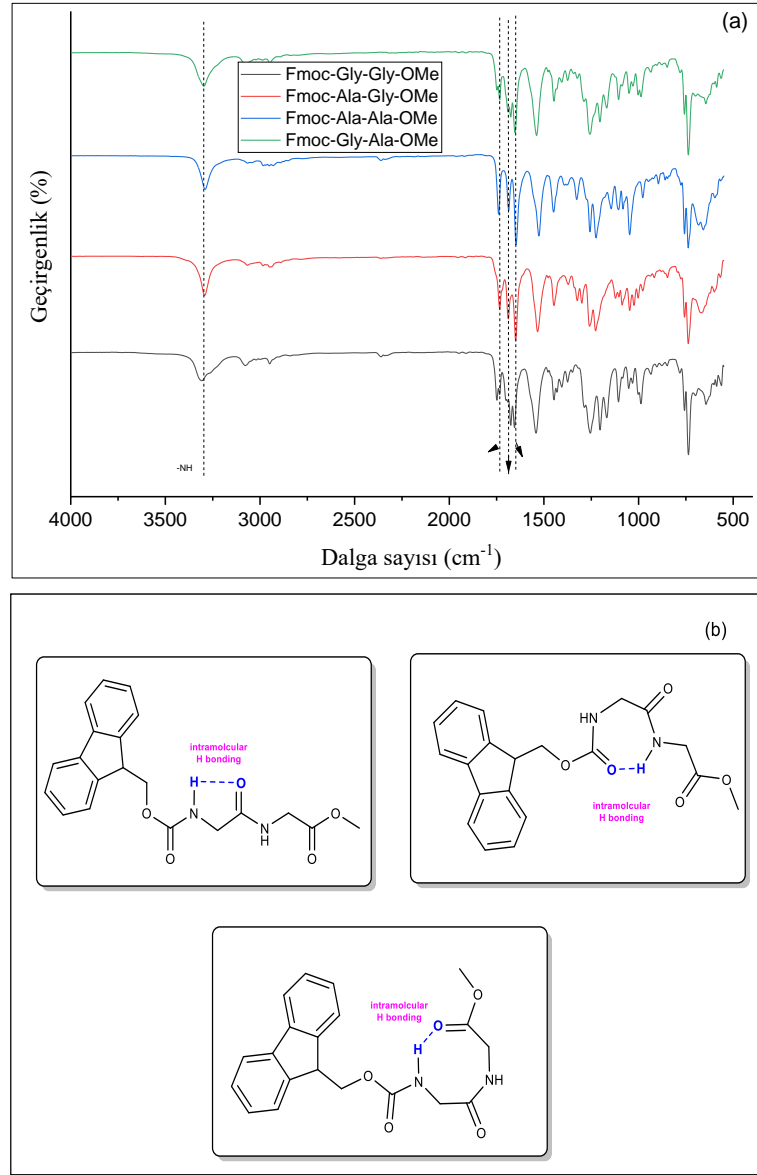 (a)
Fmoc-Gly-Gly-OMe
Fmoc-Ala-Gly-OMe
Fmoc-Ala-Ala-OMe
Fmoc-Gly-Ala-OMe
Geçirgenlik (%)
-NH
4000 3500 3000 2500 2000 1500 1000 500
Dalga sayısı (cm⁻¹)
(b)
intramolcular
H bonding
H O
O N O
O N H O
O
HN O
O O H N
O O
intramolcular
H bonding
O
intramolcular
H bonding
O O
H
O N NH
O O